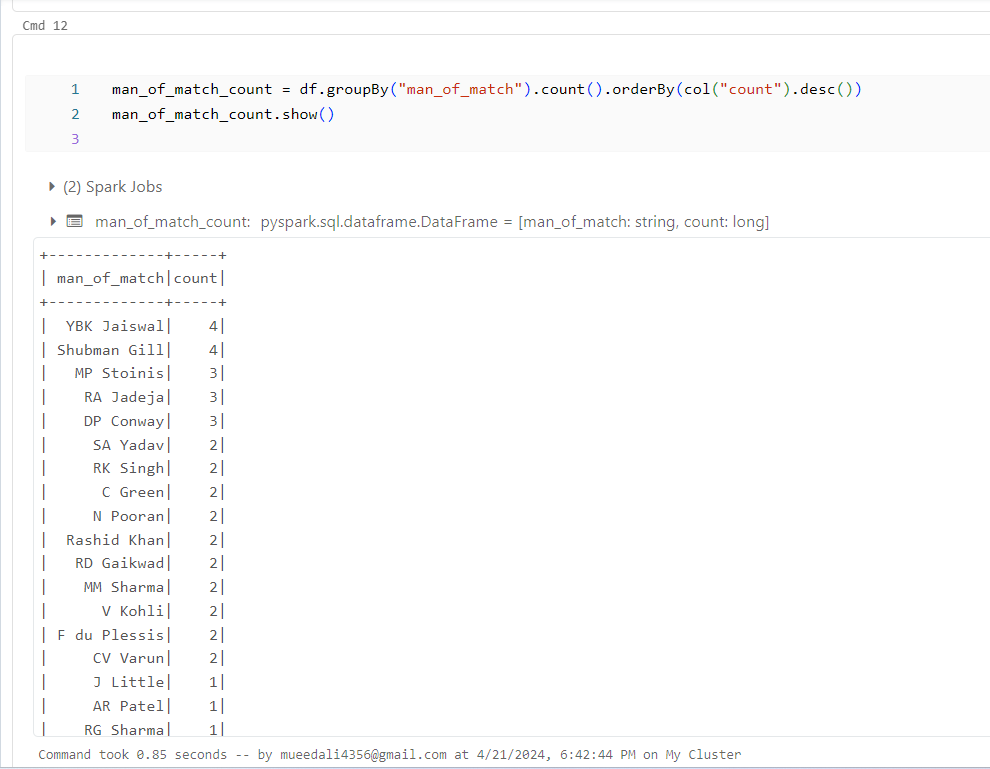 Cmd 12
1 man_of_match_count = df.groupBy("man_of_match").count().orderBy(col("count").desc())
2 man_of_match_count.show()
3
(2) Spark Jobs
man_of_match_count: pyspark.sql.dataframe.DataFrame = [man_of_match: string, count: long]
+-------------+-----+
| man_of_match|count|
+-------------+-----+
|  YBK Jaiswal|    4|
| Shubman Gill|    4|
|   MP Stoinis|    3|
|    RA Jadeja|    3|
|    DP Conway|    3|
|     SA Yadav|    2|
|     RK Singh|    2|
|      C Green|    2|
|     N Pooran|    2|
|  Rashid Khan|    2|
|   RD Gaikwad|    2|
|    MM Sharma|    2|
|      V Kohli|    2|
| F du Plessis|    2|
|     CV Varun|    2|
|     J Little|    1|
|     AR Patel|    1|
|    RG Sharma|    1|
Command took 0.85 seconds -- by mueedali4356@gmail.com at 4/21/2024, 6:42:44 PM on My Cluster